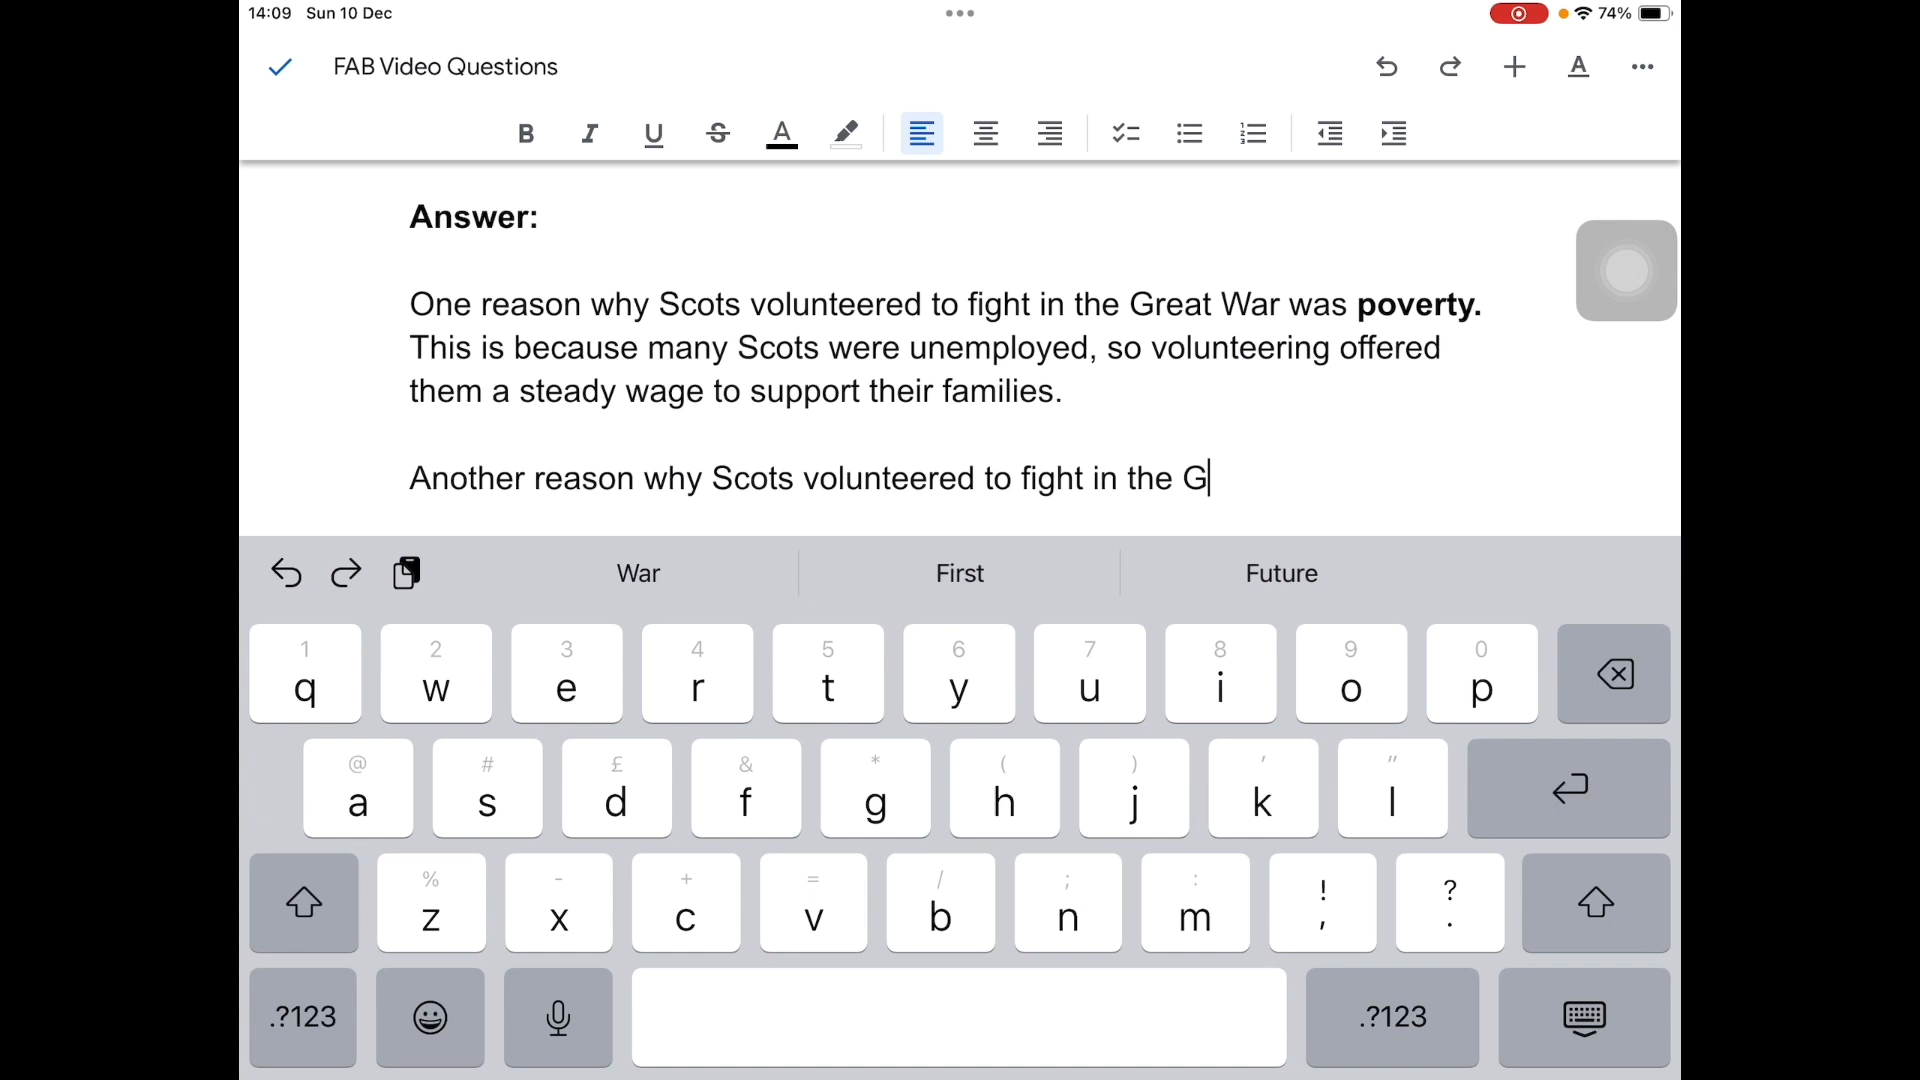 14:09 Sun 10 Dec
74%
FAB Video Questions
Answer:
One reason why Scots volunteered to fight in the Great War was poverty.
This is because many Scots were unemployed, so volunteering offered
them a steady wage to support their families.
Another reason why Scots volunteered to fight in the G
War First Future
1 2 3 4 5 6 7 8 9 0
q w e r t y u i o p
@ # £ & * ( ) ' "
a s d f g h j k l
% - + = / ; : ! ?
z x c v b n m , .
.?123 .?123